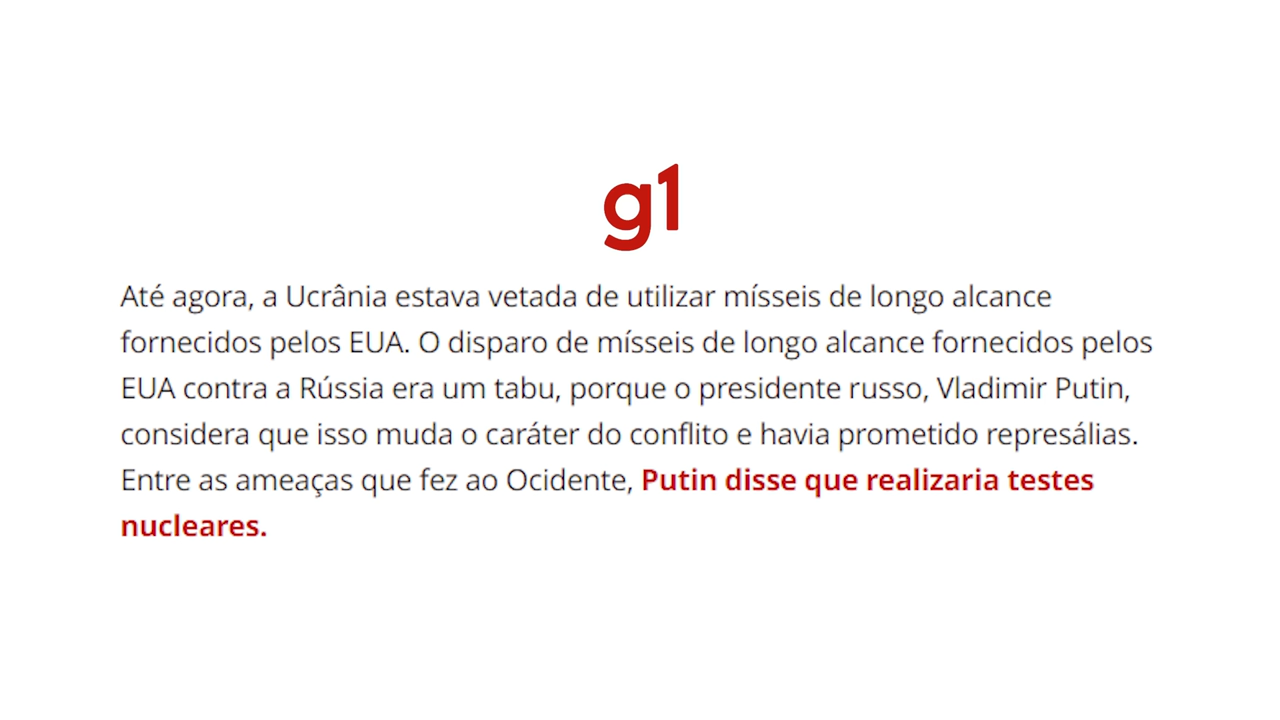 g1
Até agora, a Ucrânia estava vetada de utilizar mísseis de longo alcance
fornecidos pelos EUA. O disparo de mísseis de longo alcance fornecidos pelos
EUA contra a Rússia era um tabu, porque o presidente russo, Vladimir Putin,
considera que isso muda o caráter do conflito e havia prometido represálias.
Entre as ameaças que fez ao Ocidente, Putin disse que realizaria testes
nucleares.